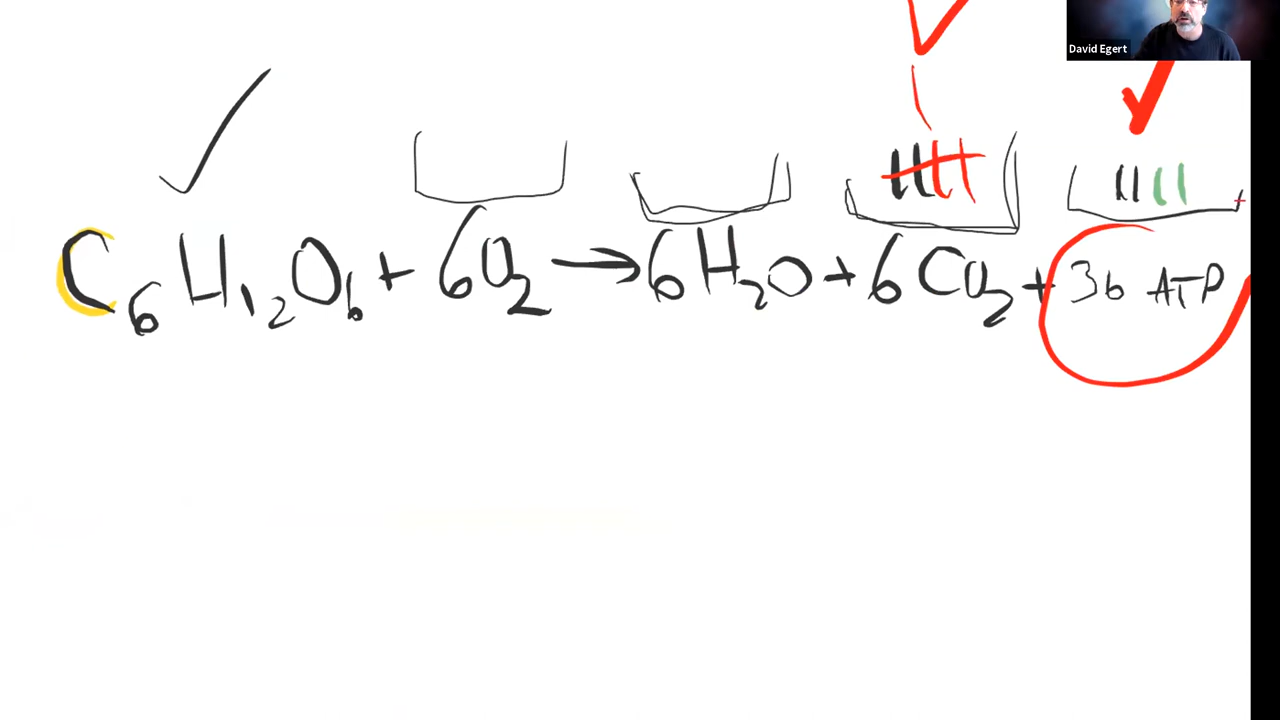 David Egert
C6H12O6 + 6O2 → 6H2O + 6CO2 + 36 ATP